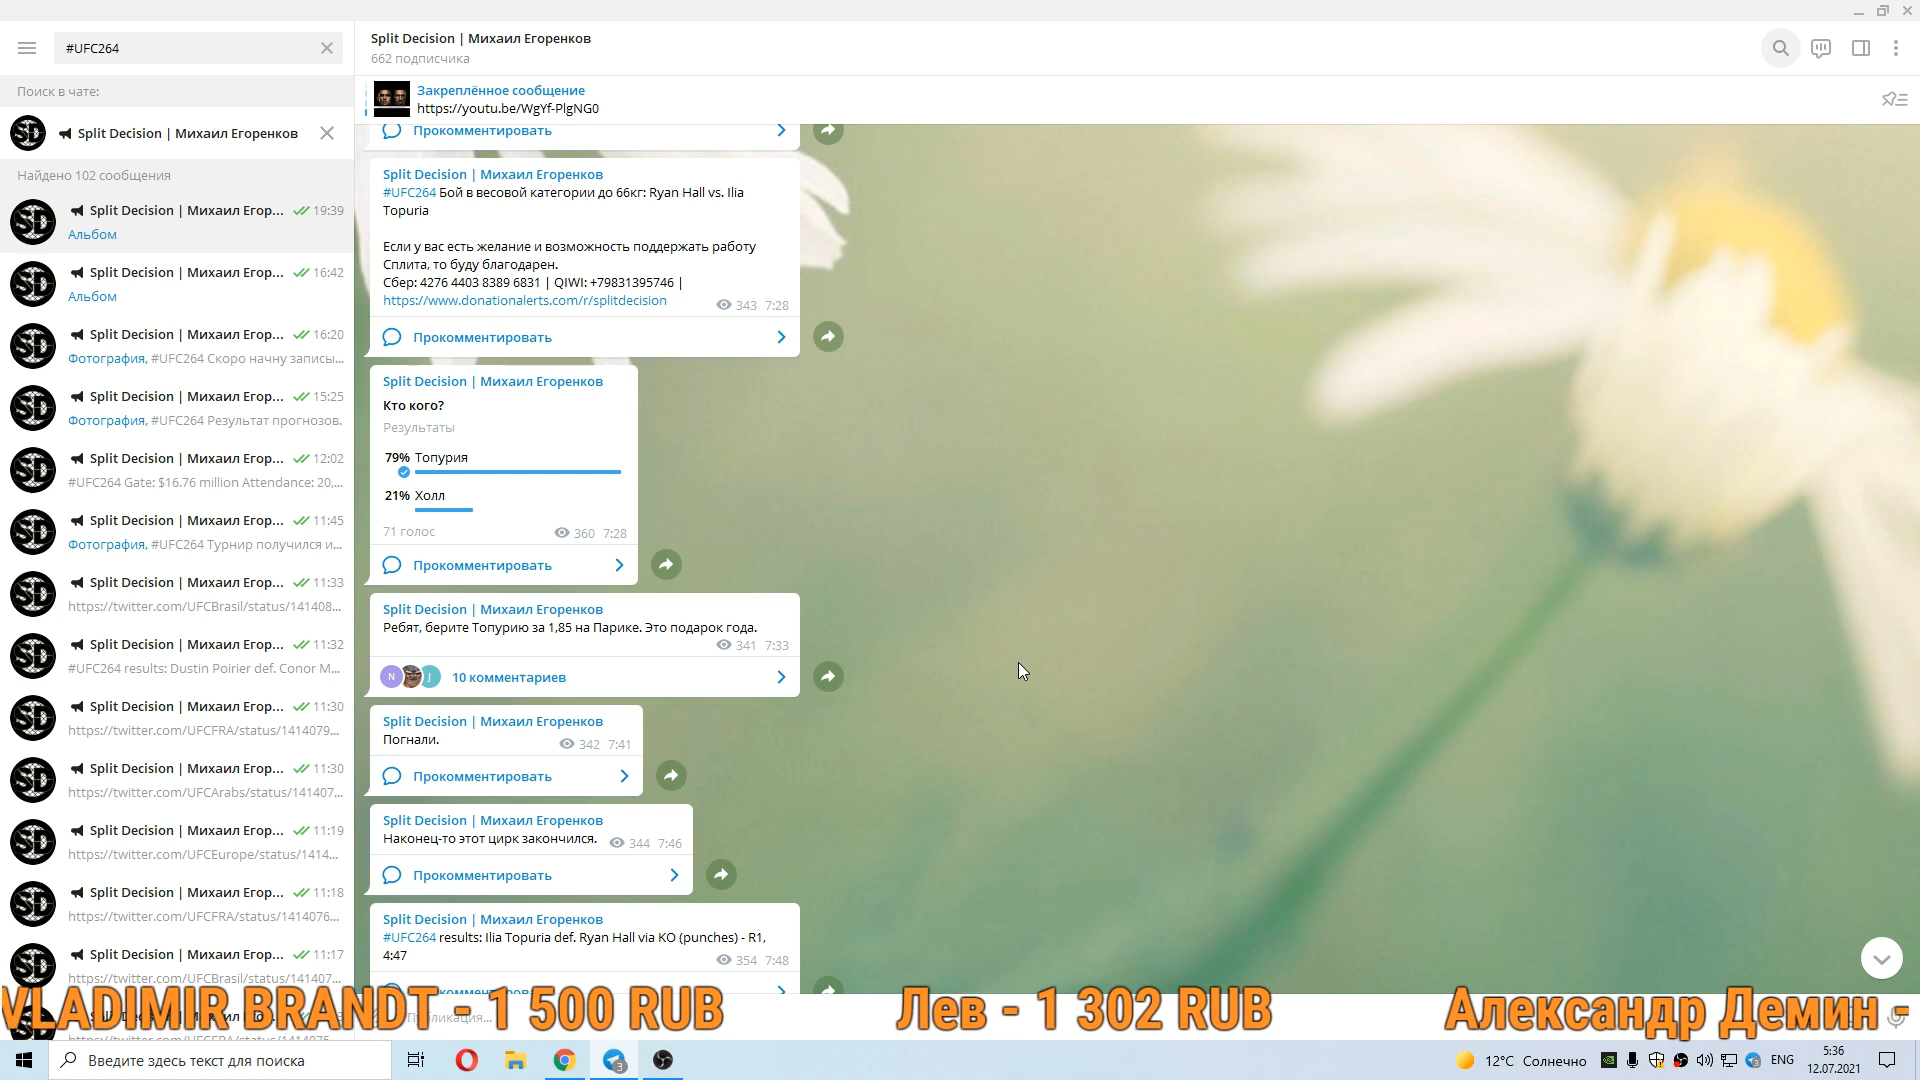 #UFC264
Поиск в чате:
Split Decision | Михаил Егоренков
Найдено 102 сообщения
Split Decision | Михаил Егор... 19:39
Альбом
Split Decision | Михаил Егор... 16:42
Альбом
Split Decision | Михаил Егор... 16:20
Фотография, #UFC264 Скоро начну записы...
Split Decision | Михаил Егор... 15:25
Фотография, #UFC264 Результат прогнозов.
Split Decision | Михаил Егор... 12:02
#UFC264 Gate: $16.76 million Attendance: 20,...
Split Decision | Михаил Егор... 11:45
Фотография, #UFC264 Турнир получился и...
Split Decision | Михаил Егор... 11:33
https://twitter.com/UFCBrasil/status/141408...
Split Decision | Михаил Егор... 11:32
#UFC264 results: Dustin Poirier def. Conor M...
Split Decision | Михаил Егор... 11:30
https://twitter.com/UFCFRA/status/1414079...
Split Decision | Михаил Егор... 11:30
https://twitter.com/UFCArabs/status/141407...
Split Decision | Михаил Егор... 11:19
https://twitter.com/UFCEurope/status/1414...
Split Decision | Михаил Егор... 11:18
https://twitter.com/UFCFRA/status/1414076...
Split Decision | Михаил Егор... 11:17
https://twitter.com/UFCBrasil/status/141407...
Split Decision | Михаил Егоренков
662 подписчика
Закреплённое сообщение
https://youtu.be/WgYf-PlgNG0
Прокомментировать
Split Decision | Михаил Егоренков
#UFC264 Бой в весовой категории до 66кг: Ryan Hall vs. Ilia
Topuria
Если у вас есть желание и возможность поддержать работу
Сплита, то буду благодарен.
Сбер: 4276 4403 8389 6831 | QIWI: +79831395746 |
https://www.donationalerts.com/r/splitdecision 343 7:28
Прокомментировать
Split Decision | Михаил Егоренков
Кто кого?
Результаты
79% Топурия
21% Холл
71 голос 360 7:28
Прокомментировать
Split Decision | Михаил Егоренков
Ребят, берите Топурию за 1,85 на Парике. Это подарок года.
341 7:33
N J 10 комментариев
Split Decision | Михаил Егоренков
Погнали. 342 7:41
Прокомментировать
Split Decision | Михаил Егоренков
Наконец-то этот цирк закончился. 344 7:46
Прокомментировать
Split Decision | Михаил Егоренков
#UFC264 results: Ilia Topuria def. Ryan Hall via KO (punches) - R1,
4:47 354 7:48
VLADIMIR BRANDT - 1 500 RUB Лев - 1 302 RUB Александр Демин -
Введите здесь текст для поиска
3
12°C Солнечно
ENG
5:36
12.07.2021